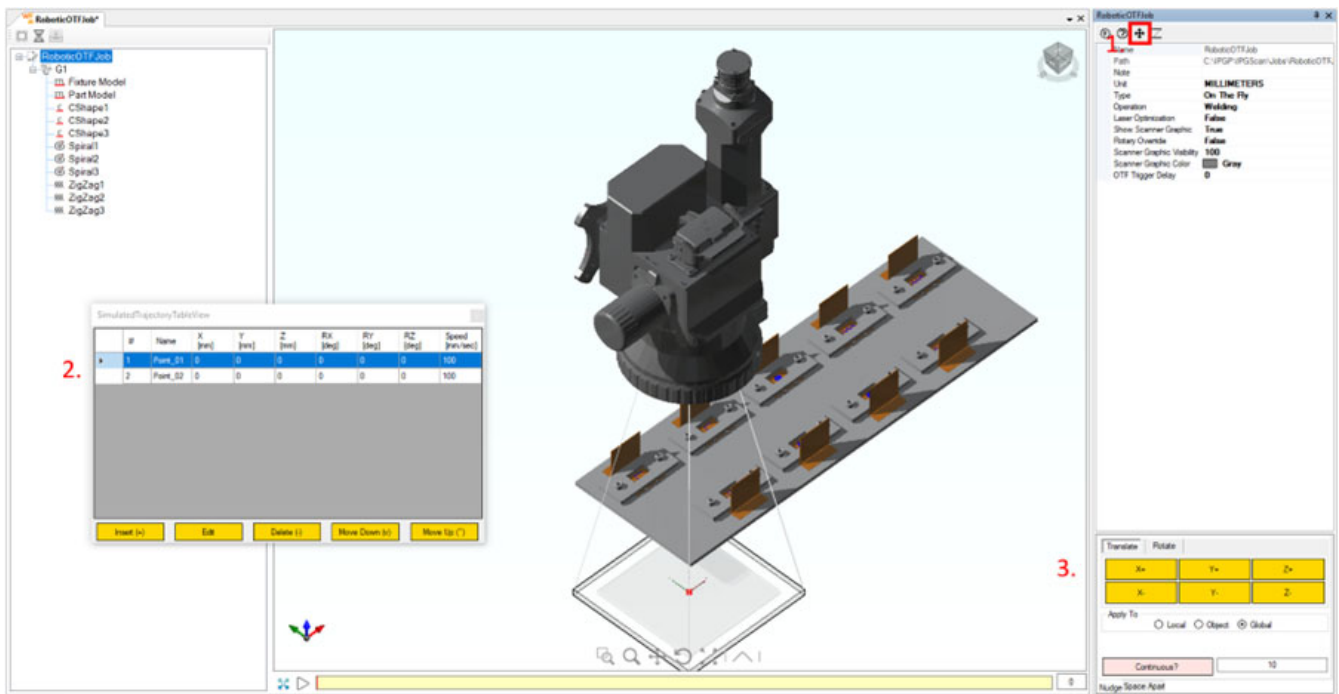 RoboticOTFJob*
RoboticOTFJob
G1
Fixture Model
Part Model
CShape1
CShape2
CShape3
Spiral1
Spiral2
Spiral3
ZigZag1
ZigZag2
ZigZag3
2.
SimulatedTrajectoryTableView
# Name X [mm] Y [mm] Z [mm] RX [deg] RY [deg] RZ [deg] Speed [mm/sec]
1 Point_01 0 0 0 0 0 0 100
2 Point_02 0 0 0 0 0 0 100
Insert (+) Edit Delete (-) Move Down (v) Move Up (^)
0
RoboticOTFJob
1.
Name RoboticOTFJob
Path C:\IPGP\IPGScan\Jobs\RoboticOTF
Note
Unit MILLIMETERS
Type On The Fly
Operation Welding
Laser Optimization False
Show Scanner Graphic True
Rotary Override False
Scanner Graphic Visibility 100
Scanner Graphic Color Gray
OTF Trigger Delay 0
3.
Translate Rotate
X+ Y+ Z+
X- Y- Z-
Apply To
Local Object Global
Continuous? 10
Nudge Space Apart